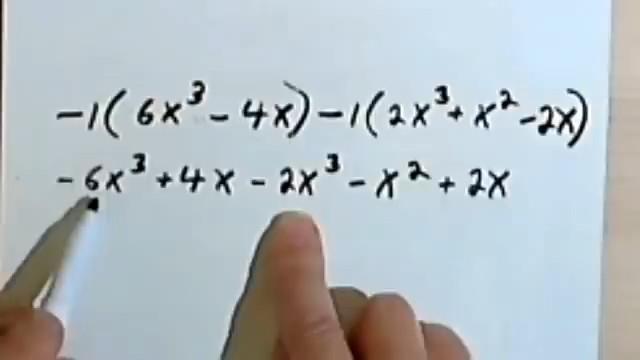 -1(6x³ - 4x) - 1(2x³ + x² - 2x)
-6x³ + 4x - 2x³ - x² + 2x